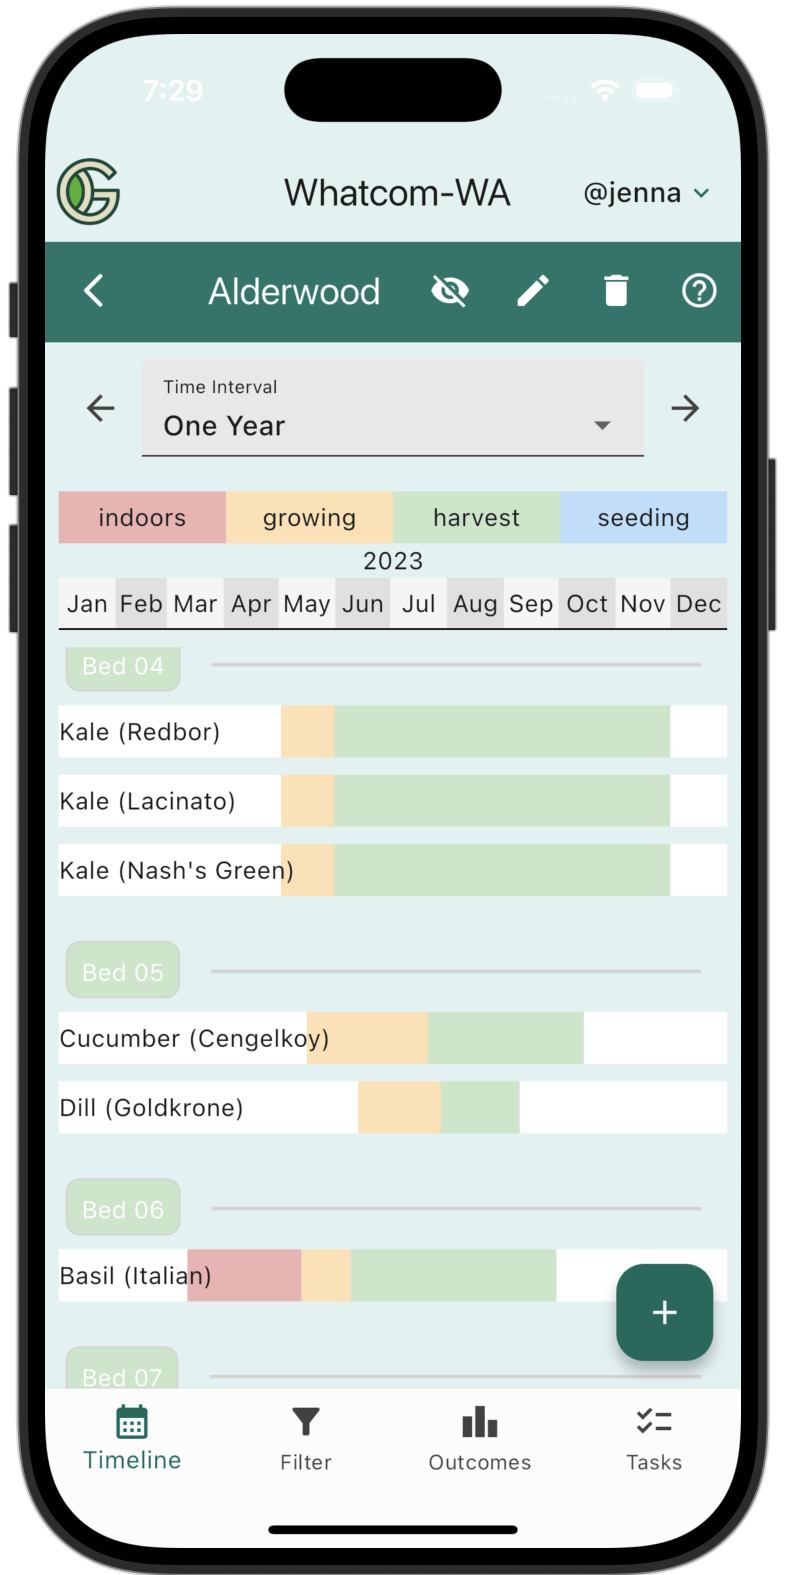 7:29
Whatcom-WA @jenna
Alderwood
Time Interval
One Year
indoors growing harvest seeding
2023
Jan Feb Mar Apr May Jun Jul Aug Sep Oct Nov Dec
Bed 04
Kale (Redbor)
Kale (Lacinato)
Kale (Nash's Green)
Bed 05
Cucumber (Cengelkoy)
Dill (Goldkrone)
Bed 06
Basil (Italian)
Bed 07
Timeline Filter Outcomes Tasks